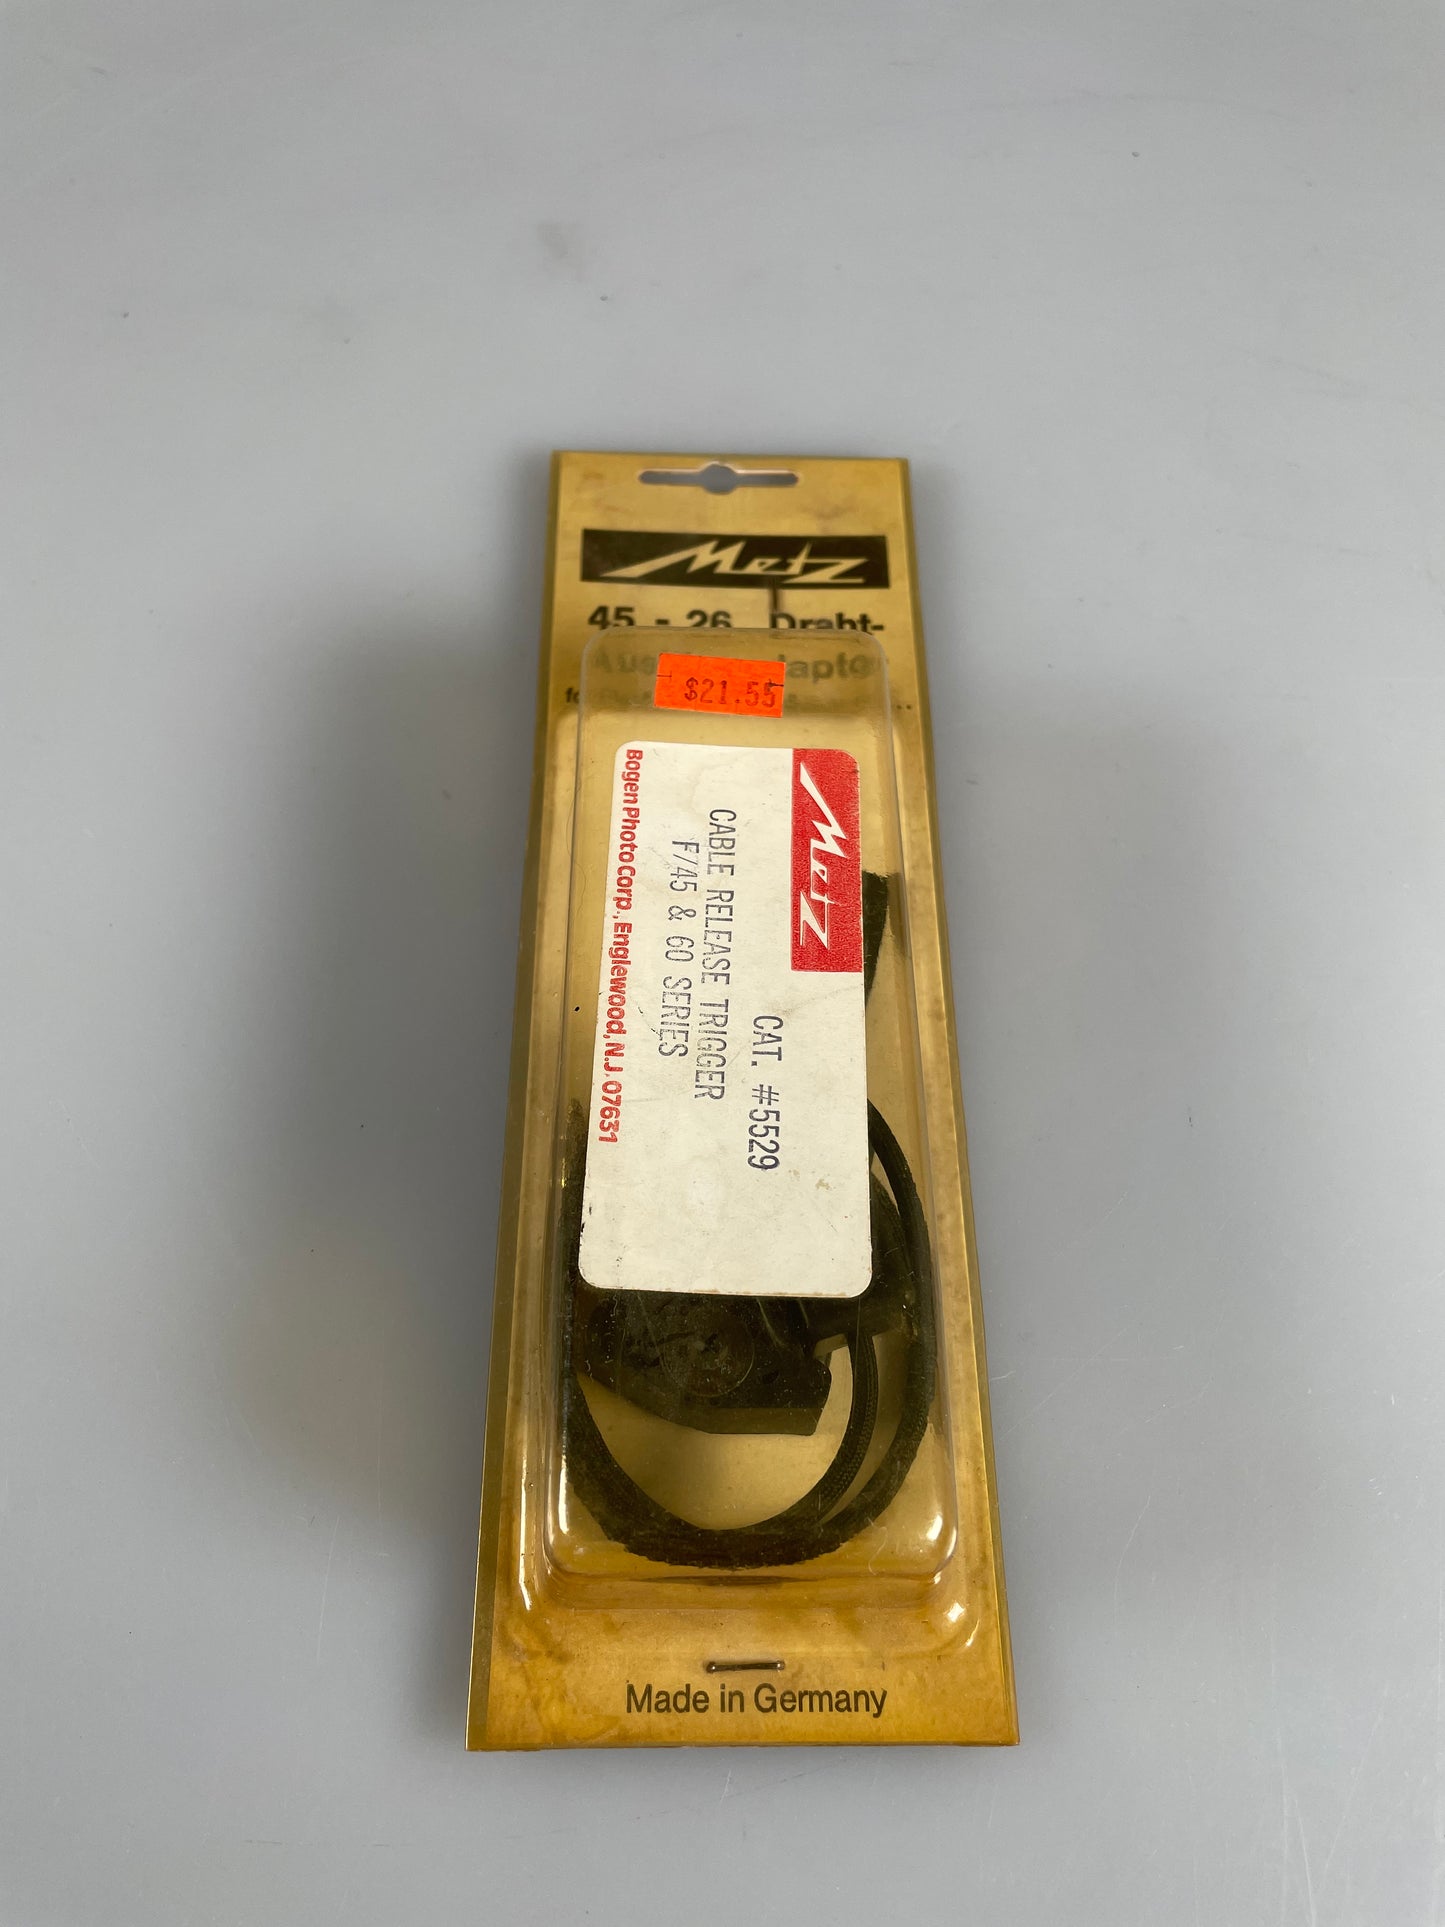 Metz
45 - 26 Draht-
$21.55
Metz
CAT. #5529
CABLE RELEASE TRIGGER
F/45 & 60 SERIES
Bogen Photo Corp., Englewood, N.J. 07631
Made in Germany